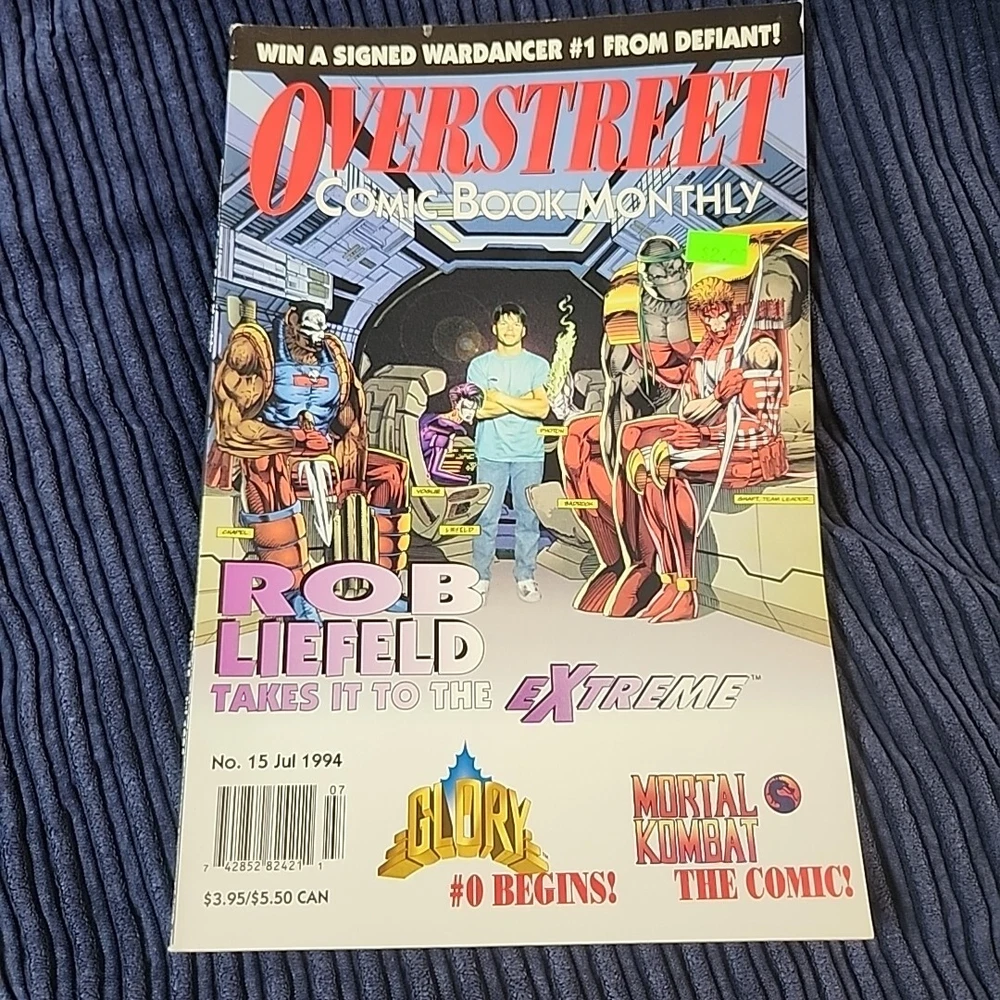 WIN A SIGNED WARDANCER #1 FROM DEFIANT!
OVERSTREET
COMIC BOOK MONTHLY
PHOTON
VOGUE
BADROCK
SHAFT, TEAM LEADER
CHAPEL
LIEFELD
ROB
LIEFELD
TAKES IT TO THE EXTREME™
No. 15 Jul 1994
07
7 42852 82421 1
$3.95/$5.50 CAN
GLORY
#0 BEGINS!
MORTAL
KOMBAT
THE COMIC!